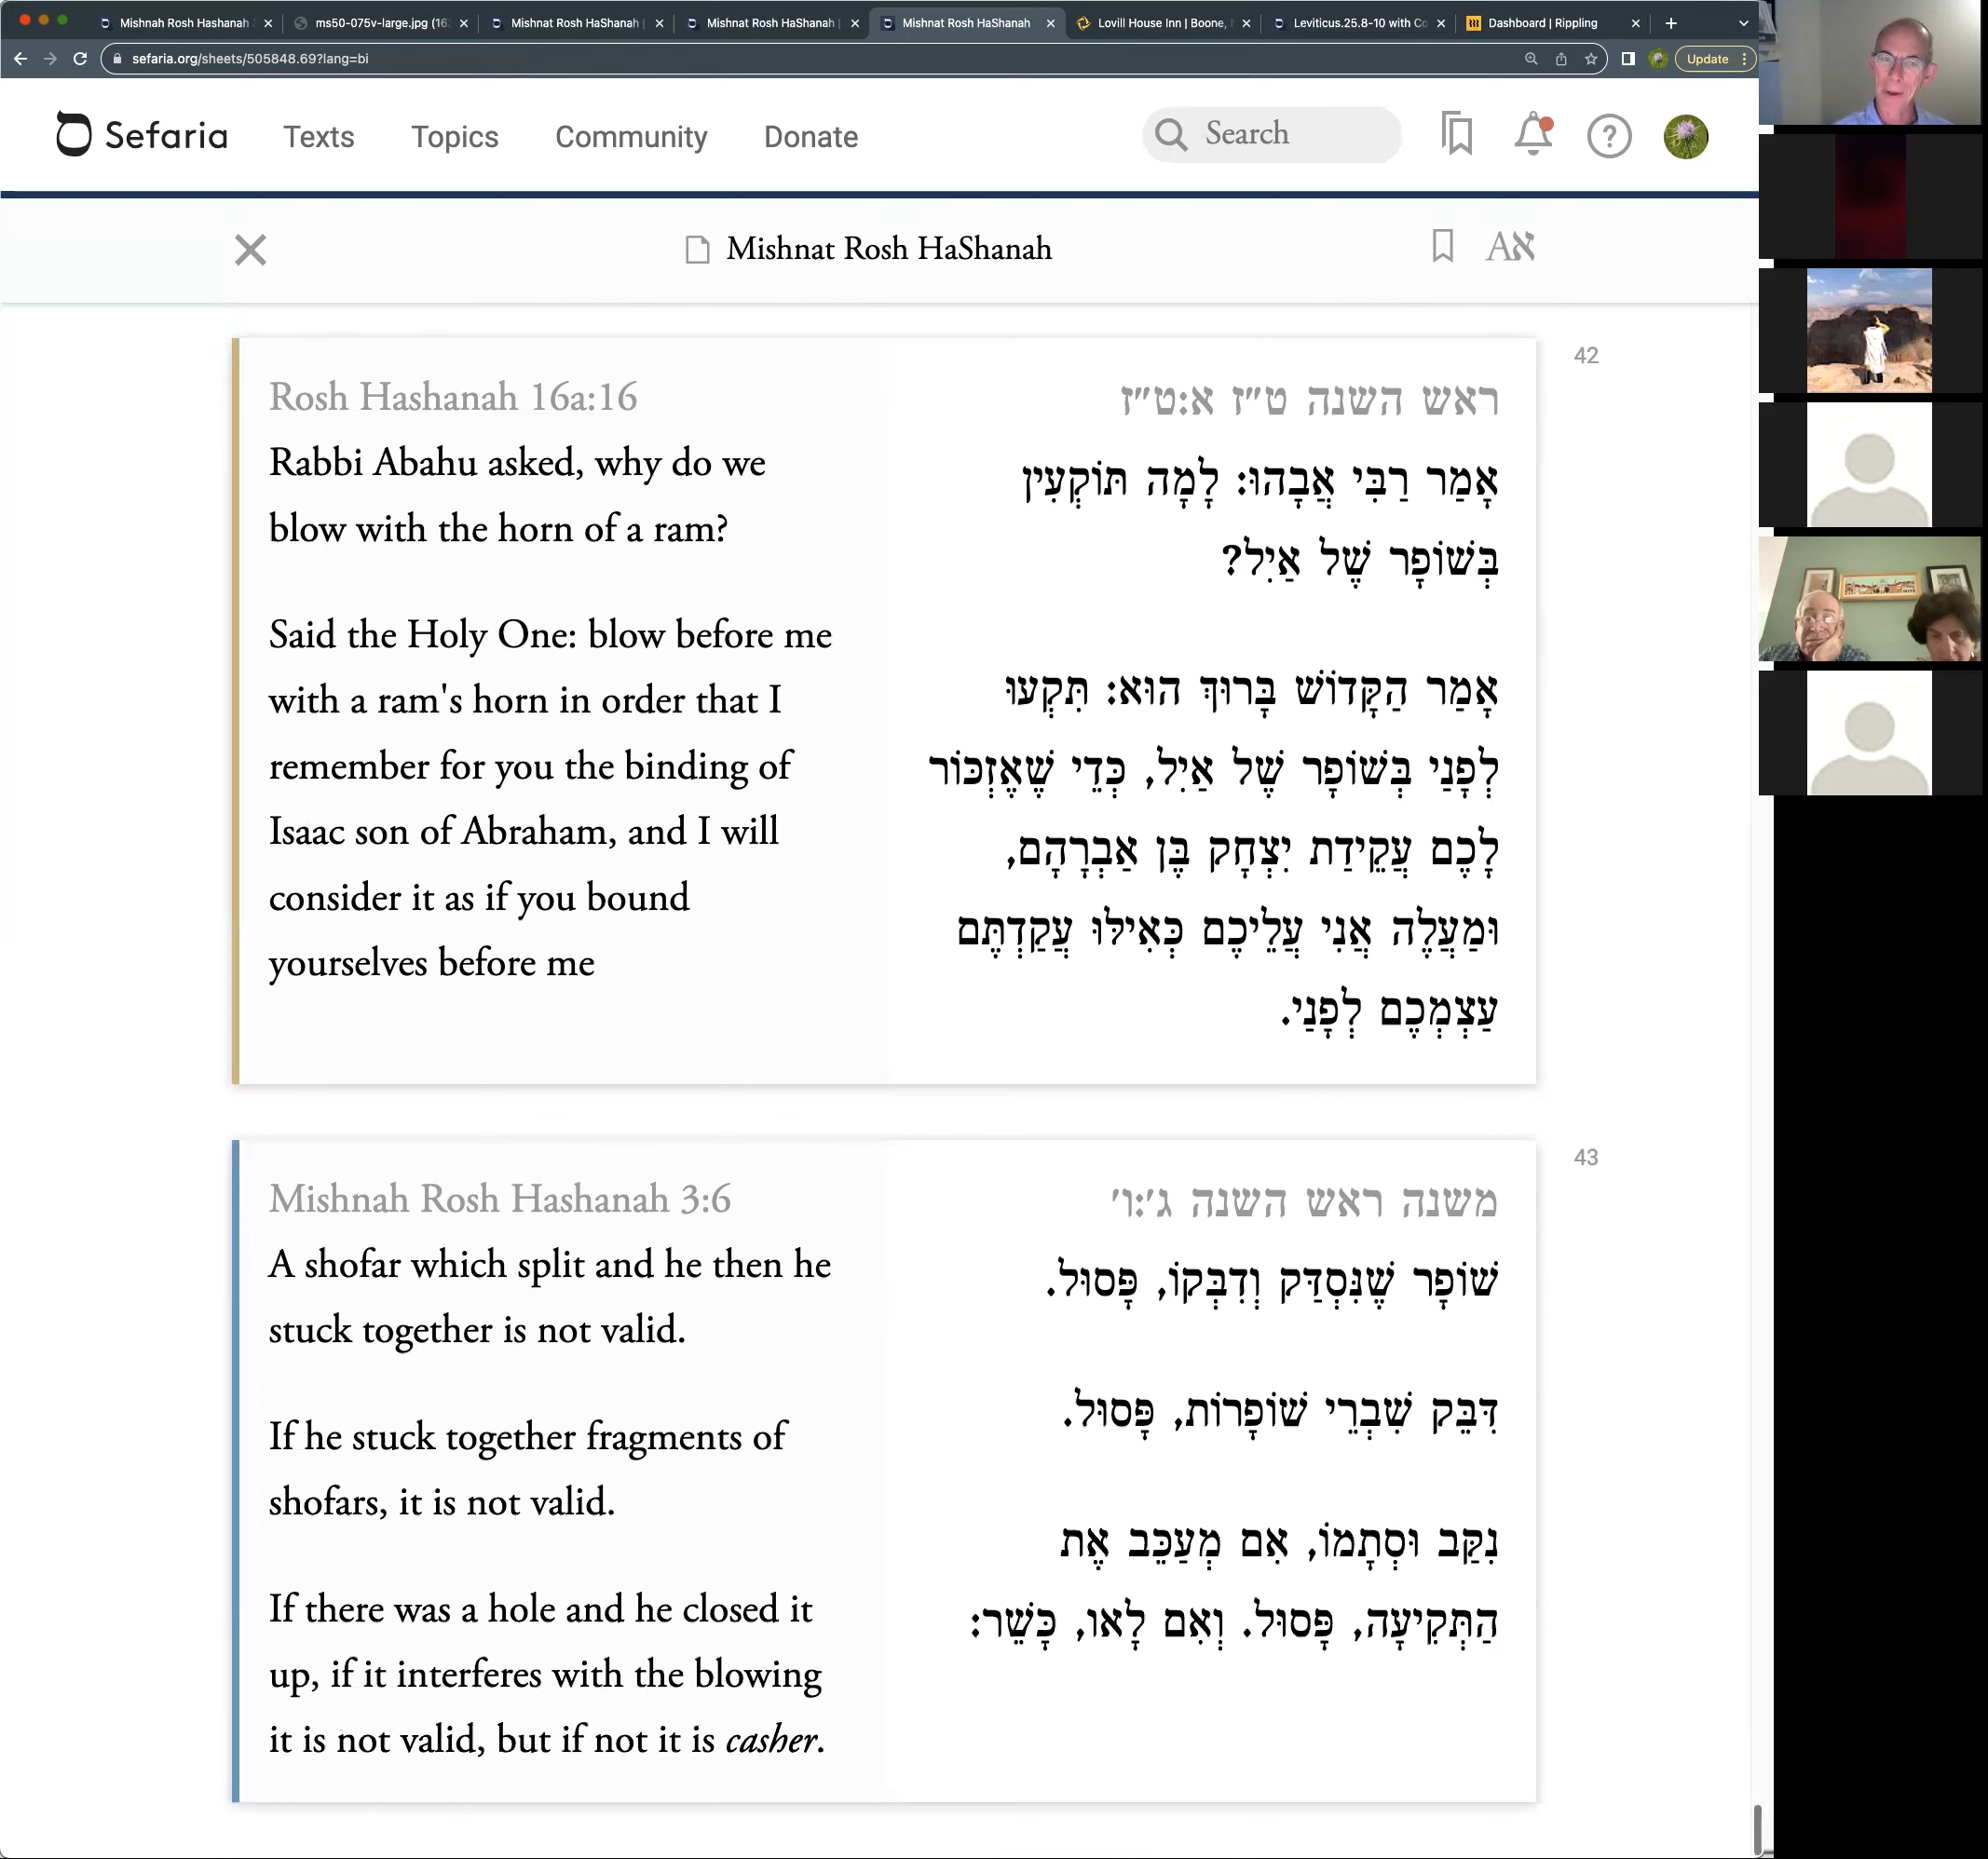 Mishnah Rosh Hashanah
ms50-075v-large.jpg (16
Mishnat Rosh HaShanah |
Mishnat Rosh HaShanah |
Mishnat Rosh HaShanah
Lovill House Inn | Boone,
Leviticus.25.8-10 with Co
Dashboard | Rippling
sefaria.org/sheets/505848.69?lang=bi
Update
Sefaria
Texts
Topics
Community
Donate
Search
Mishnat Rosh HaShanah
Aא
42
Rosh Hashanah 16a:16
Rabbi Abahu asked, why do we
blow with the horn of a ram?
Said the Holy One: blow before me
with a ram's horn in order that I
remember for you the binding of
Isaac son of Abraham, and I will
consider it as if you bound
yourselves before me
ראש השנה ט״ז א:ט״ז
אָמַר רַבִּי אֲבָהוּ: לָמָּה תּוֹקְעִין
בְּשׁוֹפָר שֶׁל אַיִל?
אָמַר הַקָּדוֹשׁ בָּרוּךְ הוּא: תִּקְעוּ
לְפָנַי בְּשׁוֹפָר שֶׁל אַיִל, כְּדֵי שֶׁאֶזְכּוֹר
לָכֶם עֲקֵידַת יִצְחָק בֶּן אַבְרָהָם,
וּמַעֲלֶה אֲנִי עֲלֵיכֶם כְּאִילּוּ עֲקַדְתֶּם
עַצְמְכֶם לְפָנַי.
43
Mishnah Rosh Hashanah 3:6
A shofar which split and he then he
stuck together is not valid.
If he stuck together fragments of
shofars, it is not valid.
If there was a hole and he closed it
up, if it interferes with the blowing
it is not valid, but if not it is casher.
משנה ראש השנה ג׳:ו׳
שׁוֹפָר שֶׁנִּסְדַּק וְדִבְּקוֹ, פָּסוּל.
דִּבֵּק שִׁבְרֵי שׁוֹפָרוֹת, פָּסוּל.
נִקַּב וּסְתָמוֹ, אִם מְעַכֵּב אֶת
הַתְּקִיעָה, פָּסוּל. וְאִם לָאו, כָּשֵׁר: